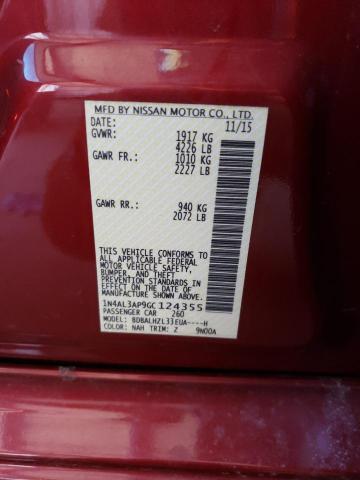 MFD BY NISSAN MOTOR CO., LTD.
DATE: 11/15
GVWR: 1917 KG
4226 LB
GAWR FR: 1010 KG
2227 LB
GAWR RR: 940 KG
2072 LB
THIS VEHICLE CONFORMS TO
ALL APPLICABLE FEDERAL
MOTOR VEHICLE SAFETY,
BUMPER, AND THEFT
PREVENTION STANDARDS
IN EFFECT ON THE DATE OF
MANUFACTURE SHOWN ABOVE.
1N4AL3AP9GC124355
PASSENGER CAR 260
MODEL: BDBALHZL33EUA----H
COLOR: NAH TRIM: Z 9N00A